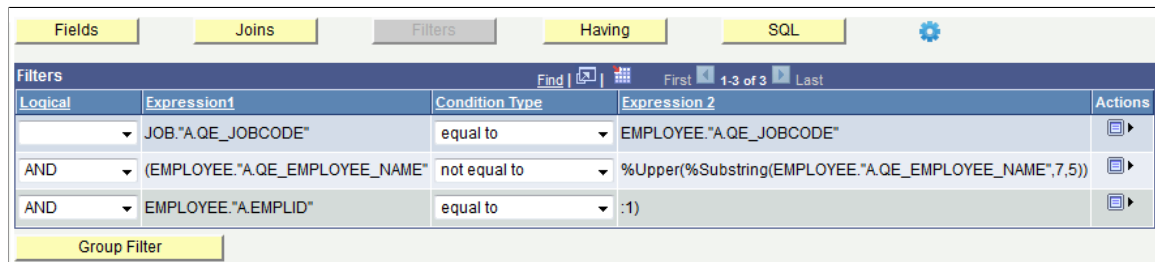 Fields Joins Filters Having SQL
Filters Find | | First 1-3 of 3 Last
Logical Expression1 Condition Type Expression 2 Actions
JOB."A.QE_JOBCODE" equal to EMPLOYEE."A.QE_JOBCODE"
AND (EMPLOYEE."A.QE_EMPLOYEE_NAME" not equal to %Upper(%Substring(EMPLOYEE."A.QE_EMPLOYEE_NAME",7,5))
AND EMPLOYEE."A.EMPLID" equal to :1)
Group Filter